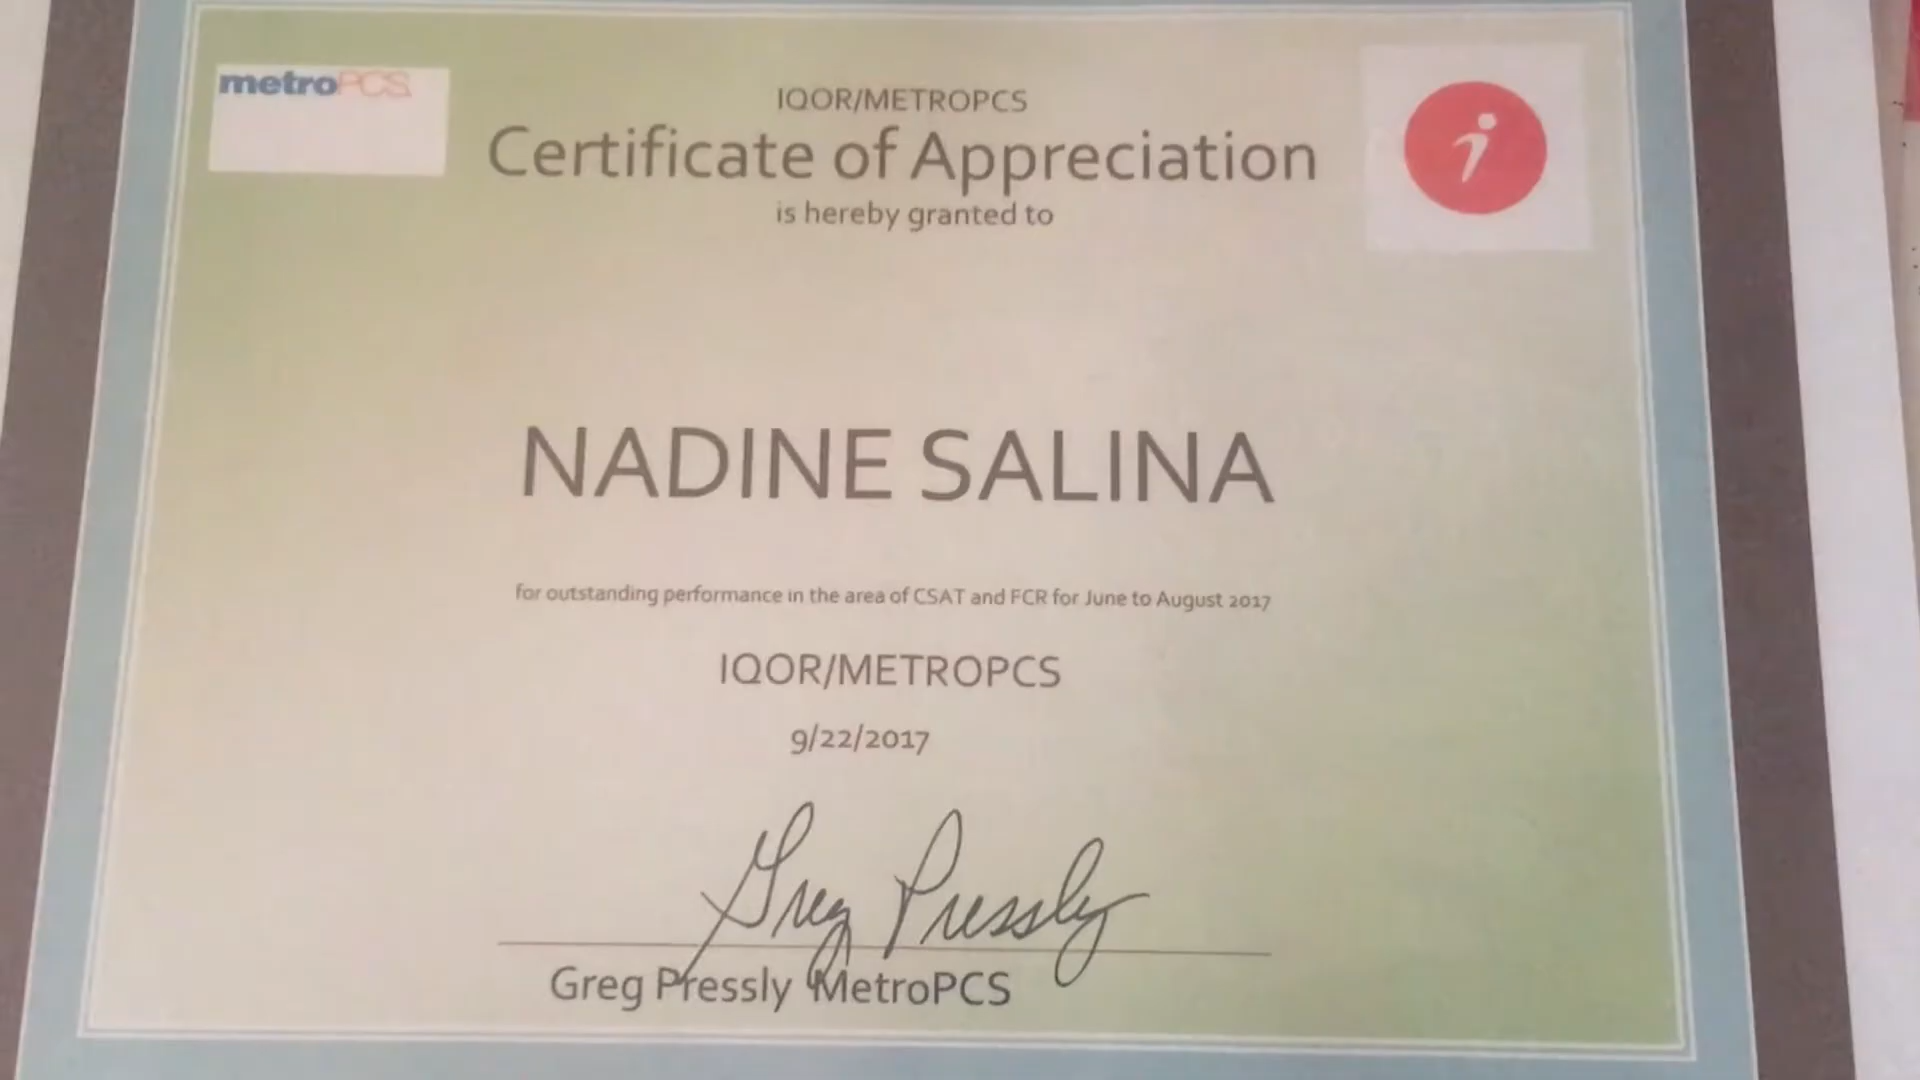 metroPCS
IQOR/METROPCS
Certificate of Appreciation
is hereby granted to
NADINE SALINA
for outstanding performance in the area of CSAT and FCR for June to August 2017
IQOR/METROPCS
9/22/2017
Greg Pressly
Greg Pressly MetroPCS